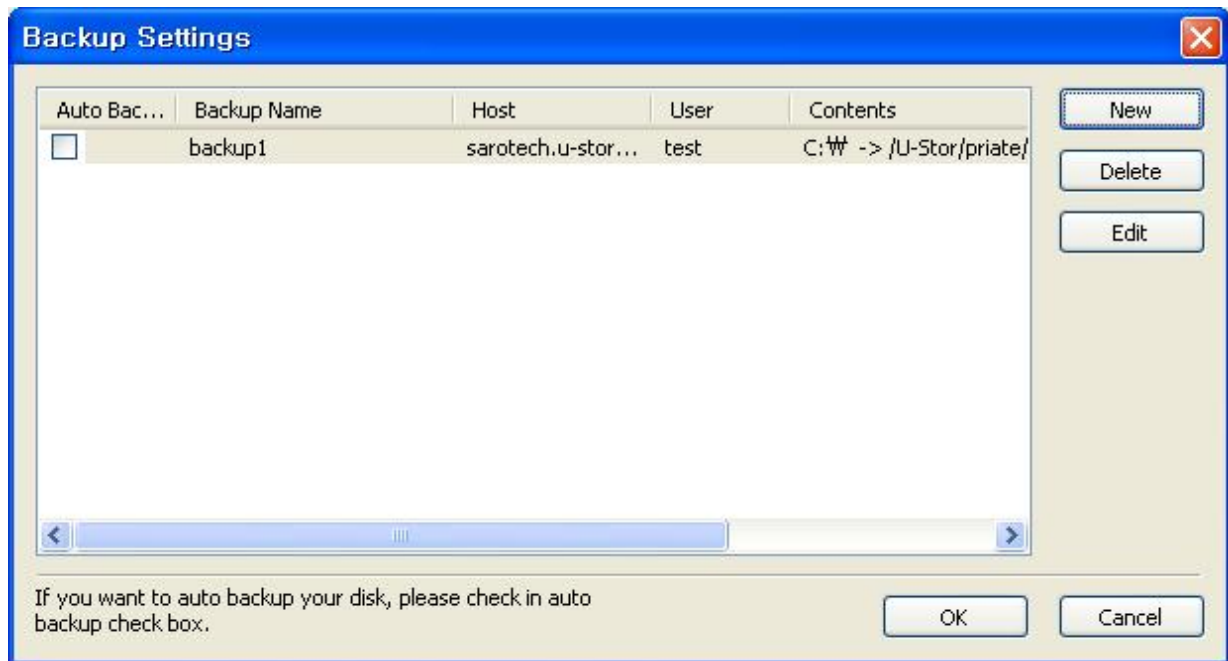 Backup Settings
Auto Bac... Backup Name Host User Contents
backup1 sarotech.u-stor... test C:₩ -> /U-Stor/priate/
New
Delete
Edit
If you want to auto backup your disk, please check in auto
backup check box.
OK Cancel